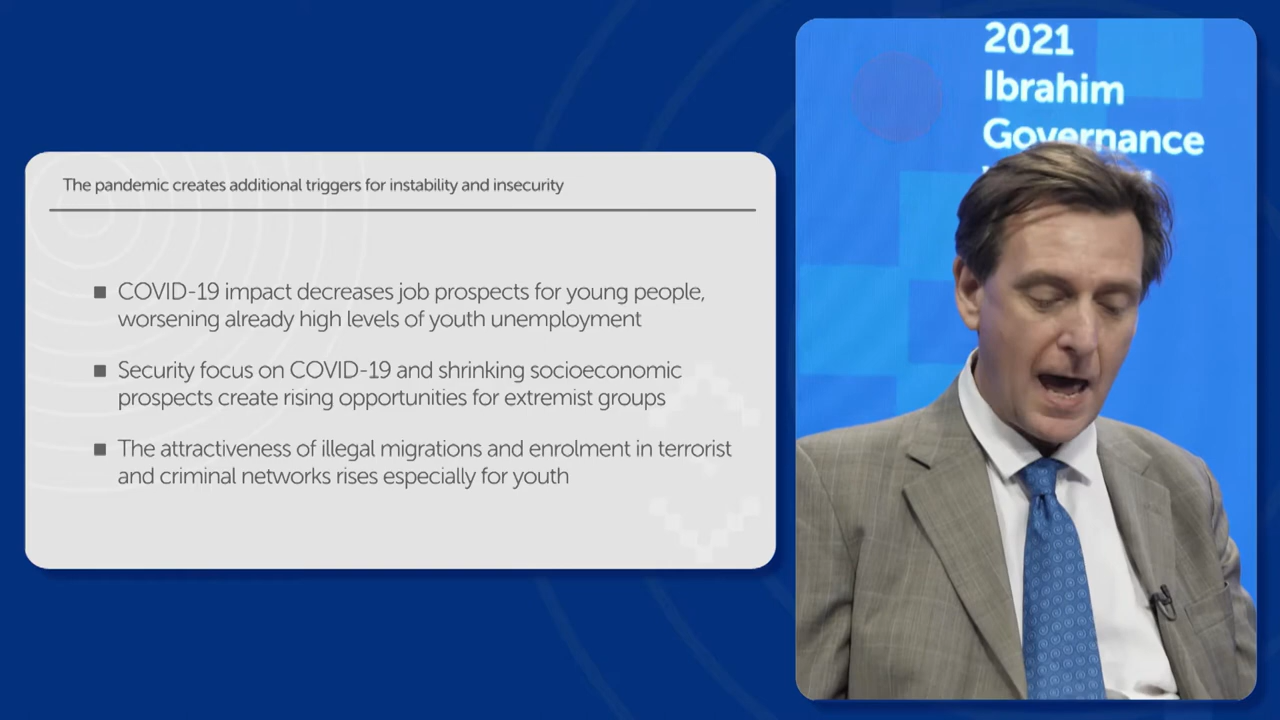 The pandemic creates additional triggers for instability and insecurity
COVID-19 impact decreases job prospects for young people,
worsening already high levels of youth unemployment
Security focus on COVID-19 and shrinking socioeconomic
prospects create rising opportunities for extremist groups
The attractiveness of illegal migrations and enrolment in terrorist
and criminal networks rises especially for youth
2021
Ibrahim
Governance